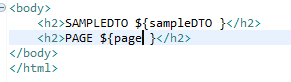 <body>
<h2>SAMPLEDTO ${sampleDTO }</h2>
<h2>PAGE ${page }</h2>
</body>
</html>